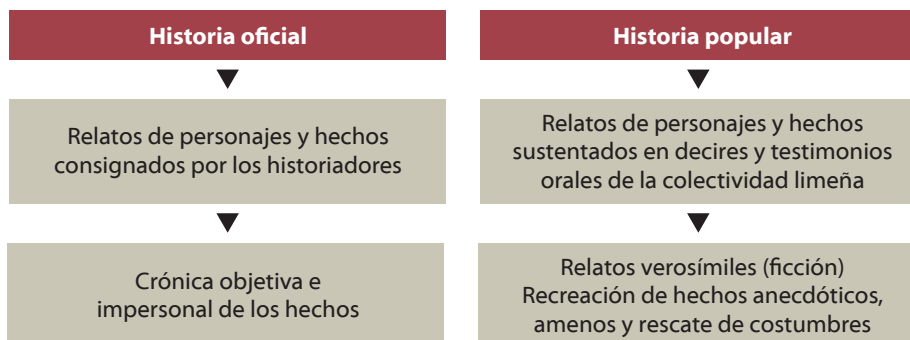 Historia oficial
Relatos de personajes y hechos
consignados por los historiadores
Crónica objetiva e
impersonal de los hechos
Historia popular
Relatos de personajes y hechos
sustentados en decires y testimonios
orales de la colectividad limeña
Relatos verosímiles (ficción)
Recreación de hechos anecdóticos,
amenos y rescate de costumbres